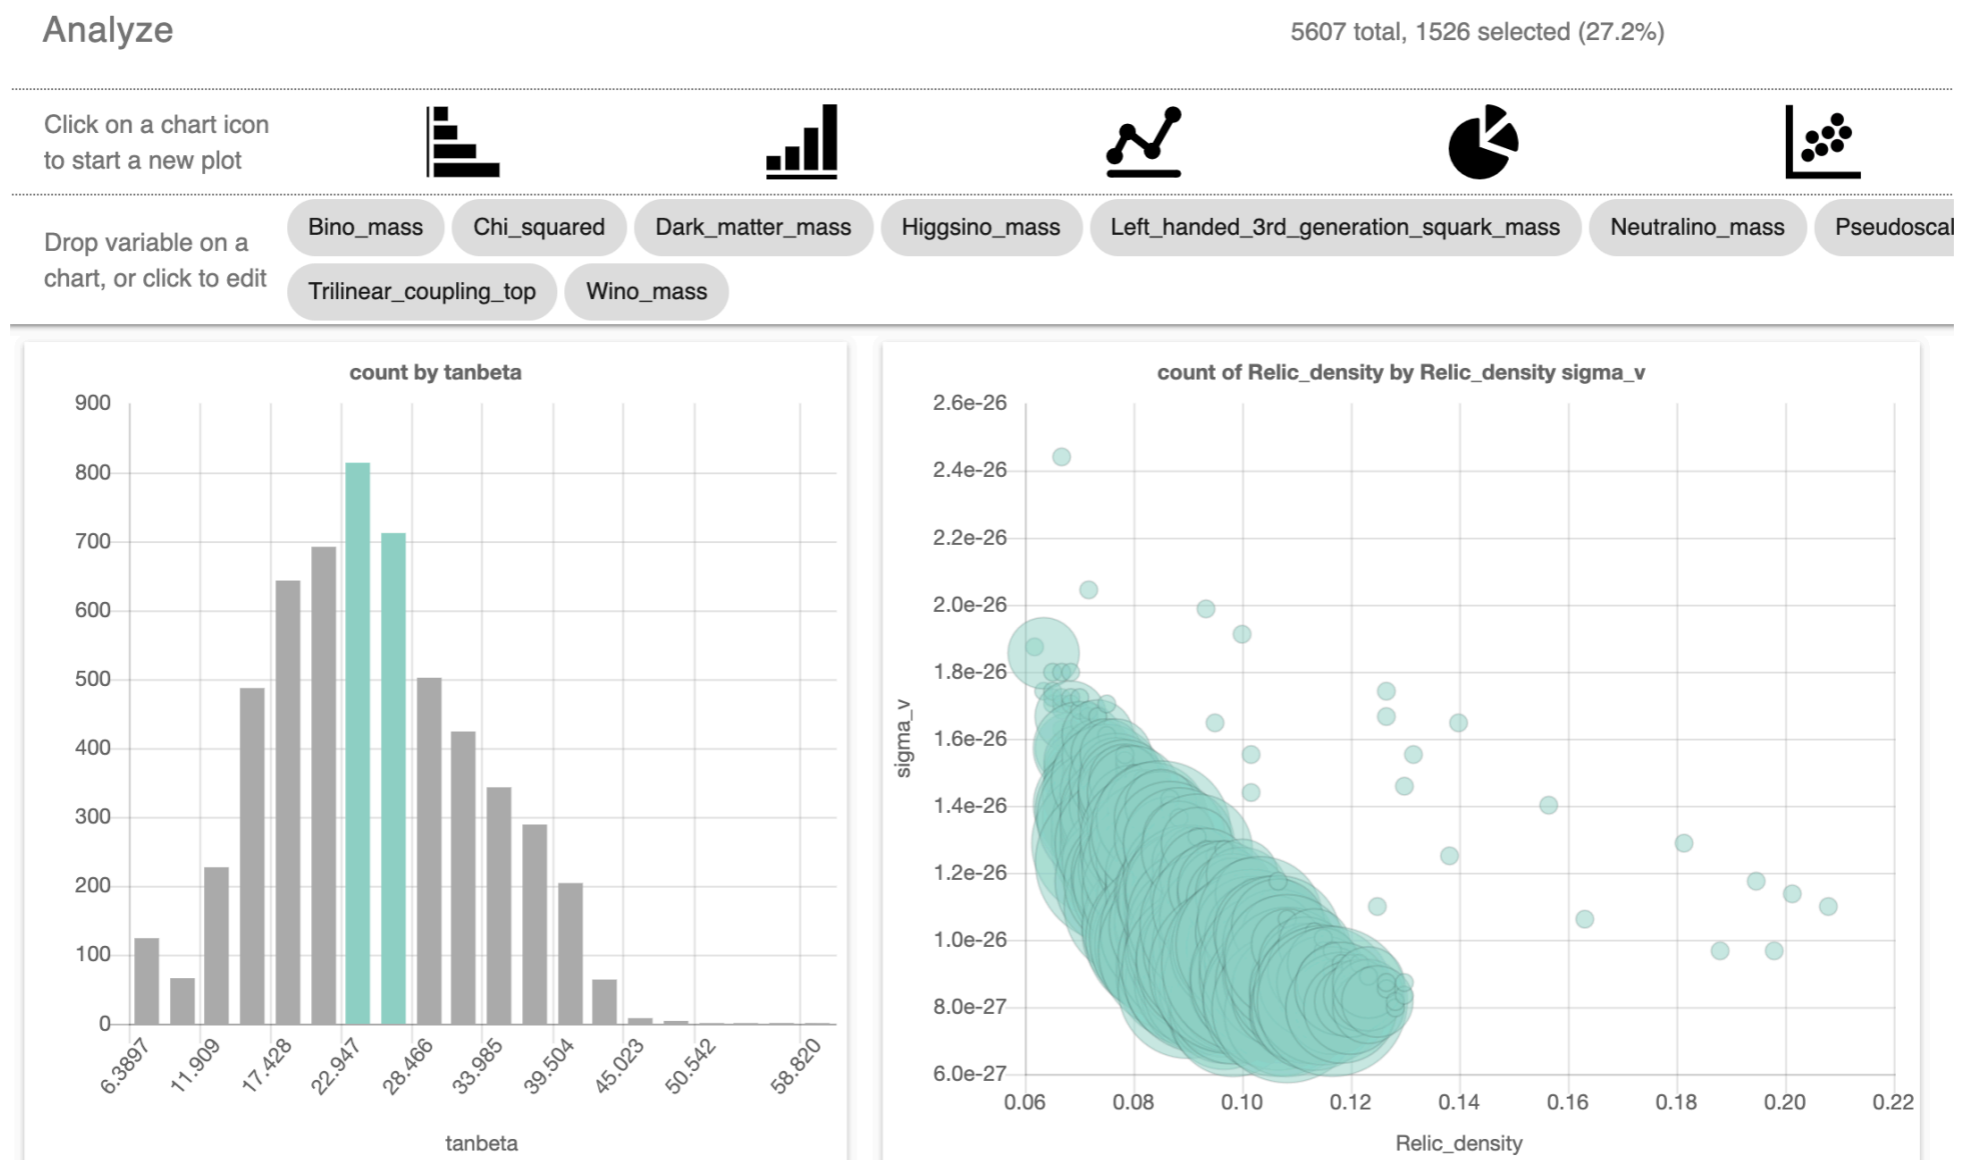 Analyze
5607 total, 1526 selected (27.2%)
Click on a chart icon
to start a new plot
Drop variable on a
chart, or click to edit
Bino_mass
Chi_squared
Dark_matter_mass
Higgsino_mass
Left_handed_3rd_generation_squark_mass
Neutralino_mass
Pseudoscal
Trilinear_coupling_top
Wino_mass
count by tanbeta
900
800
700
600
500
400
300
200
100
0
6.3897
11.909
17.428
22.947
28.466
33.985
39.504
45.023
50.542
58.820
tanbeta
count of Relic_density by Relic_density sigma_v
2.6e-26
2.4e-26
2.2e-26
2.0e-26
1.8e-26
1.6e-26
1.4e-26
1.2e-26
1.0e-26
8.0e-27
6.0e-27
sigma_v
0.06
0.08
0.10
0.12
0.14
0.16
0.18
0.20
0.22
Relic_density